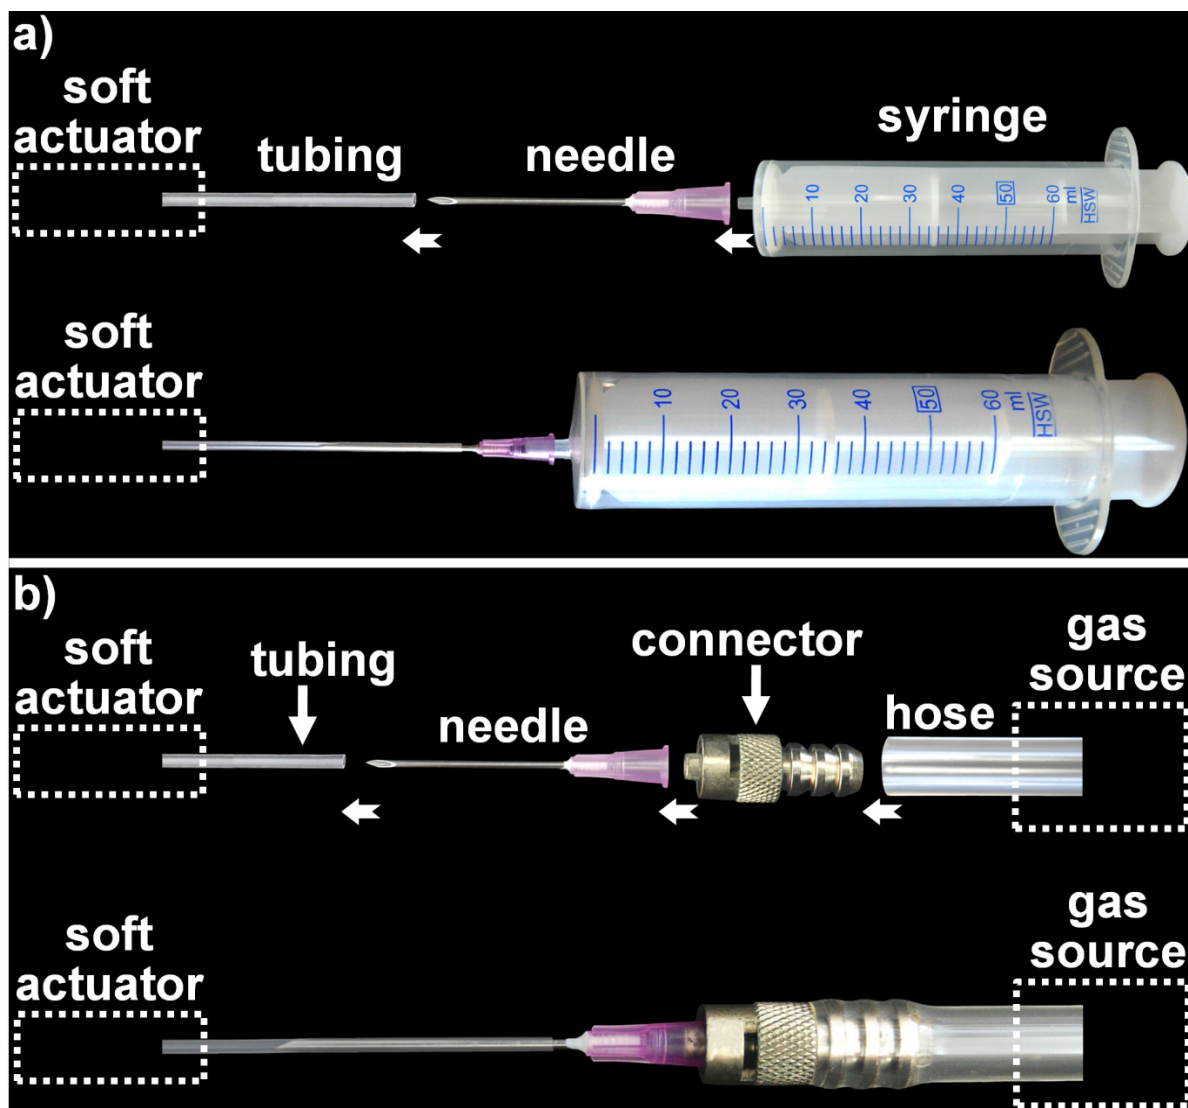 a)
soft
actuator
tubing
needle
syringe
10 20 30 40 50 60 ml
HSW
soft
actuator
10 20 30 40 50 60 ml
HSW
b)
soft
actuator
tubing
needle
connector
hose
gas
source
soft
actuator
gas
source